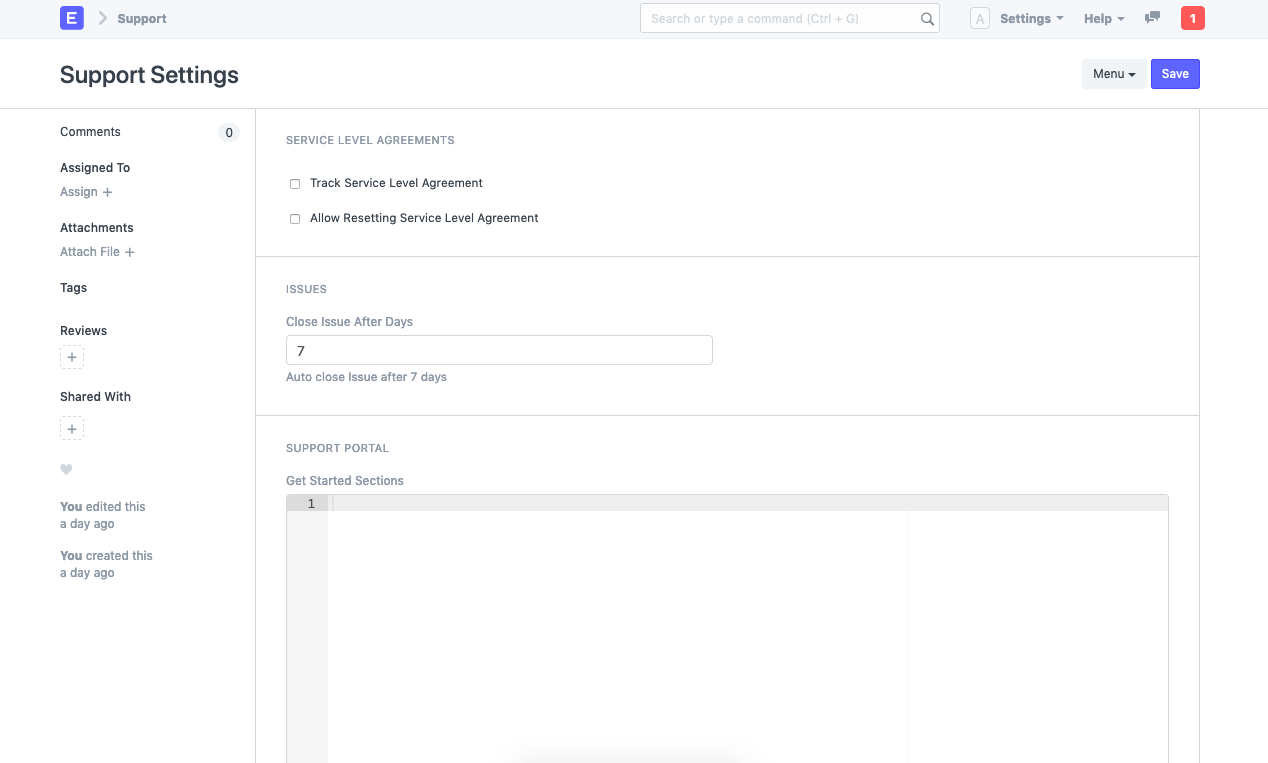 E
Support
Search or type a command (Ctrl + G)
A
Settings
Help
1
Support Settings
Menu
Save
Comments
0
Assigned To
Assign +
Attachments
Attach File +
Tags
Reviews
+
Shared With
+
You edited this
a day ago
You created this
a day ago
SERVICE LEVEL AGREEMENTS
Track Service Level Agreement
Allow Resetting Service Level Agreement
ISSUES
Close Issue After Days
7
Auto close Issue after 7 days
SUPPORT PORTAL
Get Started Sections
1